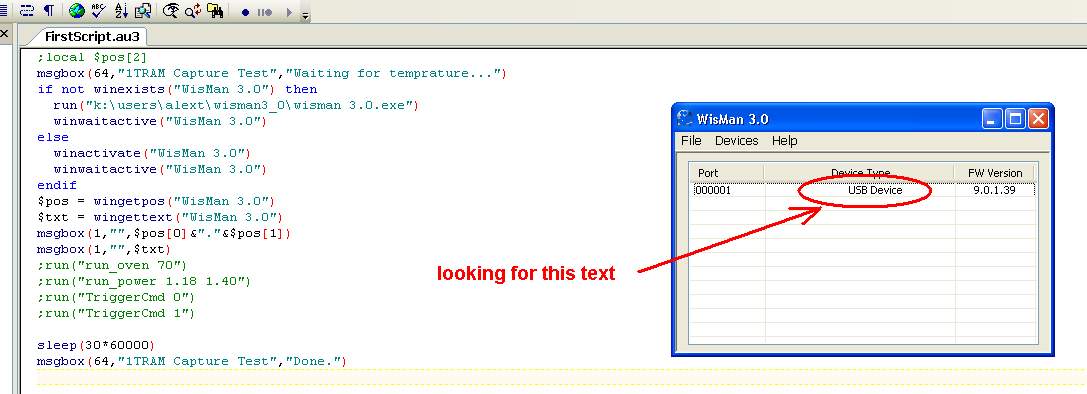 FirstScript.au3
;local $pos[2]
msgbox(64,"1TRAM Capture Test","Waiting for temprature...")
if not winexists("WisMan 3.0") then
run("k:\users\alext\wisman3_0\wisman 3.0.exe")
winwaitactive("WisMan 3.0")
else
winactivate("WisMan 3.0")
winwaitactive("WisMan 3.0")
endif
$pos = wingetpos("WisMan 3.0")
$txt = wingettext("WisMan 3.0")
msgbox(1,"",$pos[0]&"."&$pos[1])
msgbox(1,"",$txt)
;run("run_oven 70")
;run("run_power 1.18 1.40")
;run("TriggerCmd 0")
;run("TriggerCmd 1")
sleep(30*60000)
msgbox(64,"1TRAM Capture Test","Done.")
looking for this text
WisMan 3.0
File Devices Help
Port Device Type FW Version
000001 USB Device 9.0.1.39